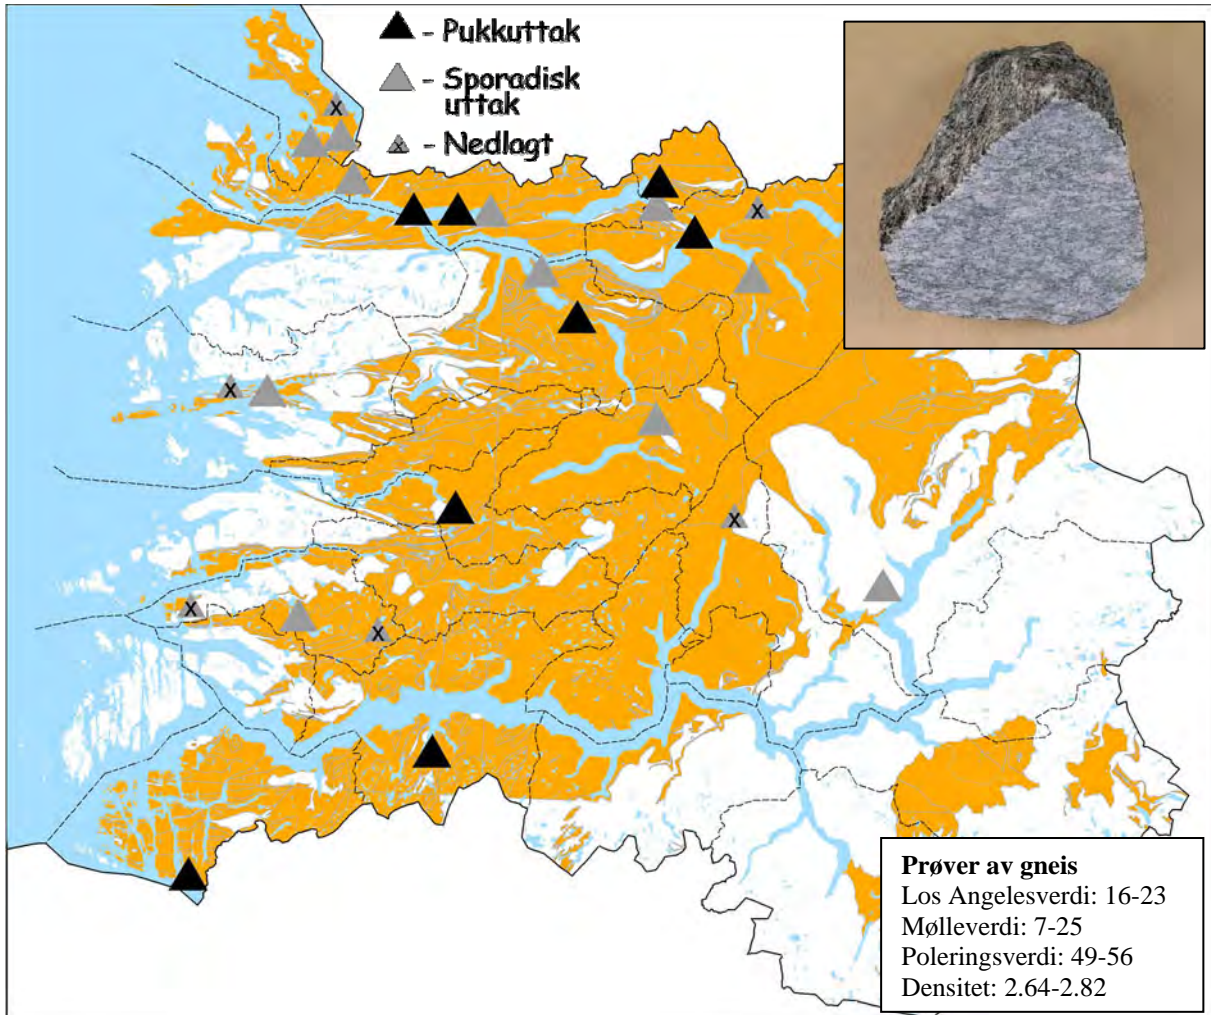 - Pukkuttak
- Sporadisk
uttak
- Nedlagt
x
x
x
x
x
x
x
Prøver av gneis
Los Angelesverdi: 16-23
Mølleverdi: 7-25
Poleringsverdi: 49-56
Densitet: 2.64-2.82